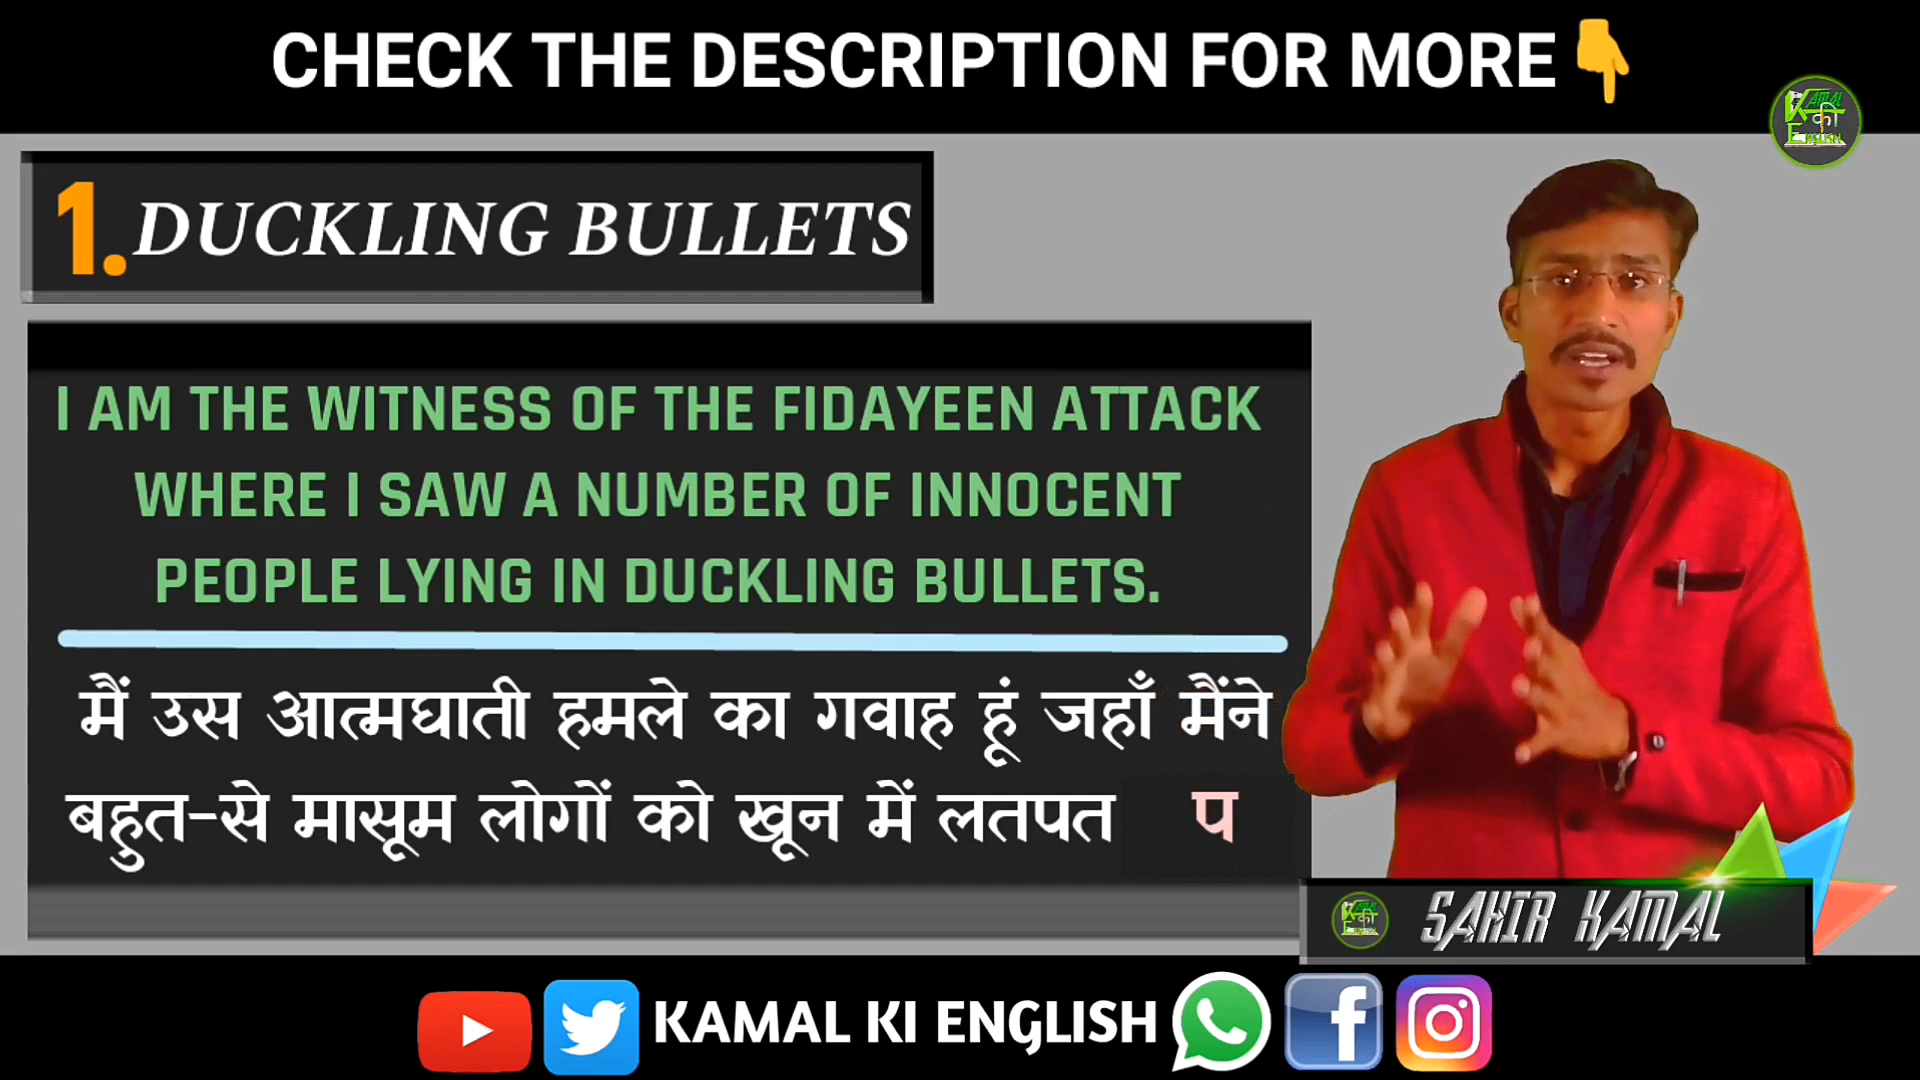 CHECK THE DESCRIPTION FOR MORE👇
KAMAL
की
ENGLISH
1. DUCKLING BULLETS
I AM THE WITNESS OF THE FIDAYEEN ATTACK
WHERE I SAW A NUMBER OF INNOCENT
PEOPLE LYING IN DUCKLING BULLETS.
मैं उस आत्मघाती हमले का गवाह हूं जहाँ मैंने
बहुत-से मासूम लोगों को खून में लतपत प
SAHIR KAMAL
KAMAL KI ENGLISH